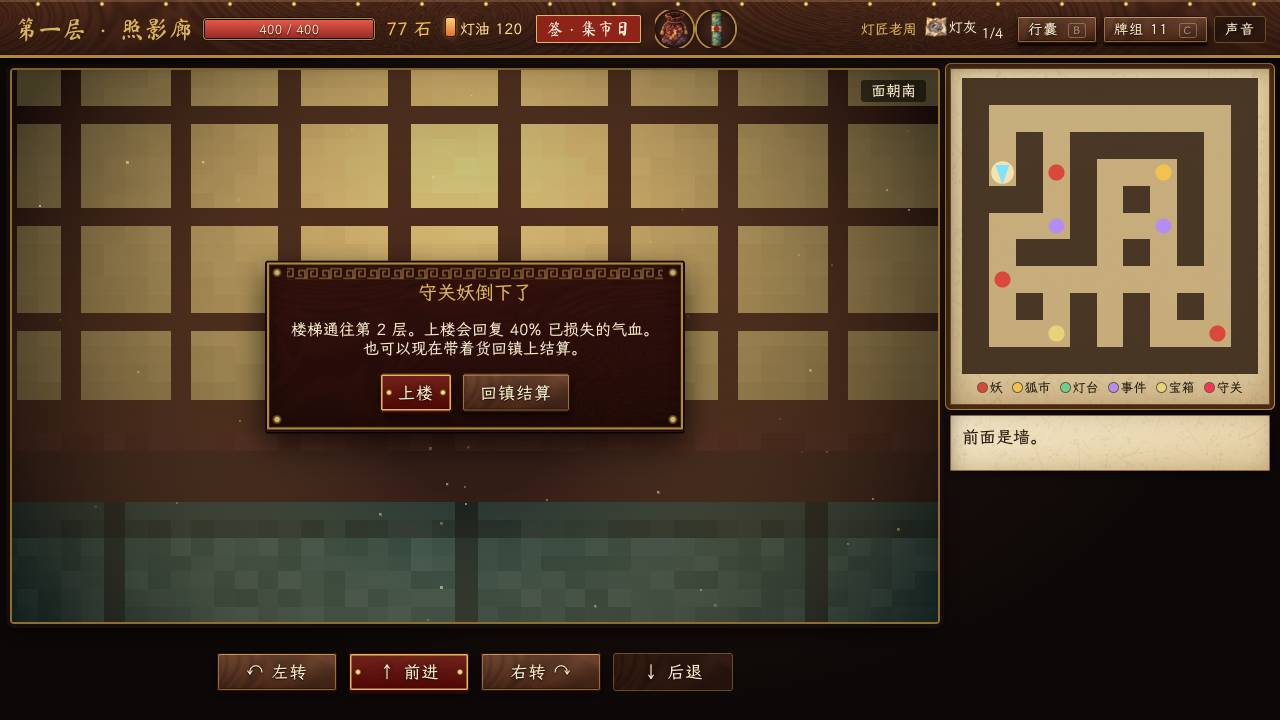 第一层 · 照影廊
400 / 400
77 石
灯油 120
签 · 集市日
灯匠老周
灯灰 1/4
行囊 B
牌组 11 C
声音
面朝南
守关妖倒下了
楼梯通往第 2 层。上楼会回复 40% 已损失的气血。
也可以现在带着货回镇上结算。
上楼
回镇结算
妖 狐市 灯台 事件 宝箱 守关
前面是墙。
↶ 左转
↑ 前进
右转 ↷
↓ 后退